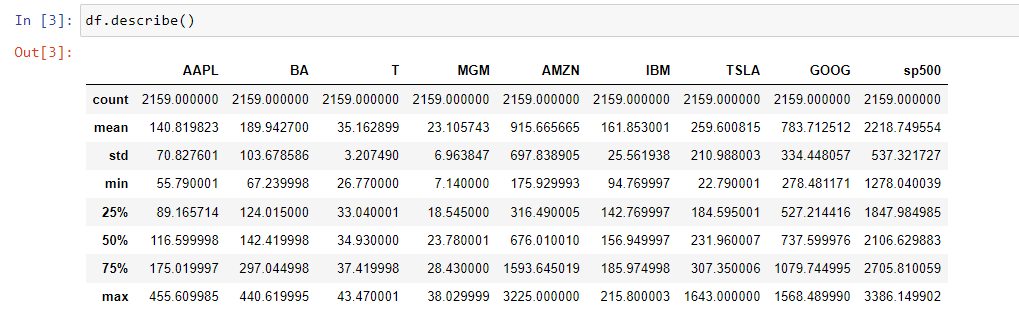 In [3]: df.describe()
Out[3]:
AAPL BA T MGM AMZN IBM TSLA GOOG sp500
count 2159.000000 2159.000000 2159.000000 2159.000000 2159.000000 2159.000000 2159.000000 2159.000000 2159.000000
mean 140.819823 189.942700 35.162899 23.105743 915.665665 161.853001 259.600815 783.712512 2218.749554
std 70.827601 103.678586 3.207490 6.963847 697.838905 25.561938 210.988003 334.448057 537.321727
min 55.790001 67.239998 26.770000 7.140000 175.929993 94.769997 22.790001 278.481171 1278.040039
25% 89.165714 124.015000 33.040001 18.545000 316.490005 142.769997 184.595001 527.214416 1847.984985
50% 116.599998 142.419998 34.930000 23.780001 676.010010 156.949997 231.960007 737.599976 2106.629883
75% 175.019997 297.044998 37.419998 28.430000 1593.645019 185.974998 307.350006 1079.744995 2705.810059
max 455.609985 440.619995 43.470001 38.029999 3225.000000 215.800003 1643.000000 1568.489990 3386.149902